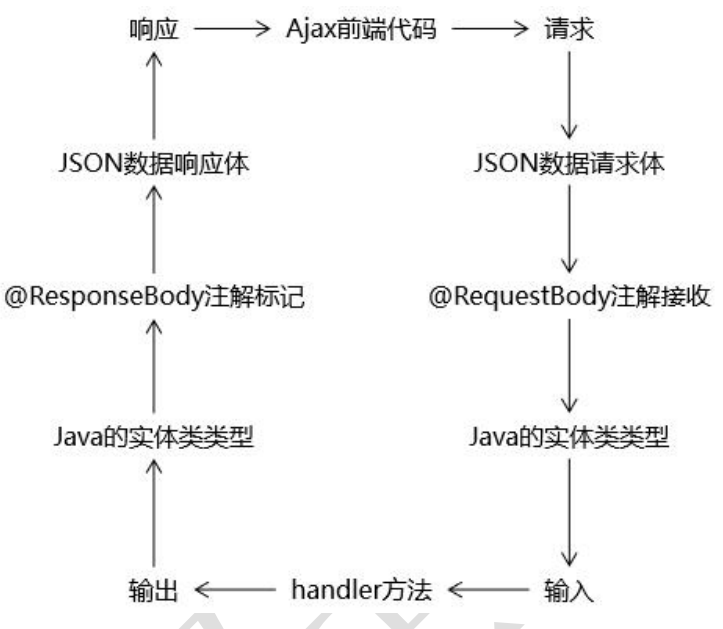 响应 Ajax前端代码 请求
JSON数据响应体 JSON数据请求体
@ResponseBody注解标记 @RequestBody注解接收
Java的实体类类型 Java的实体类类型
输出 handler方法 输入